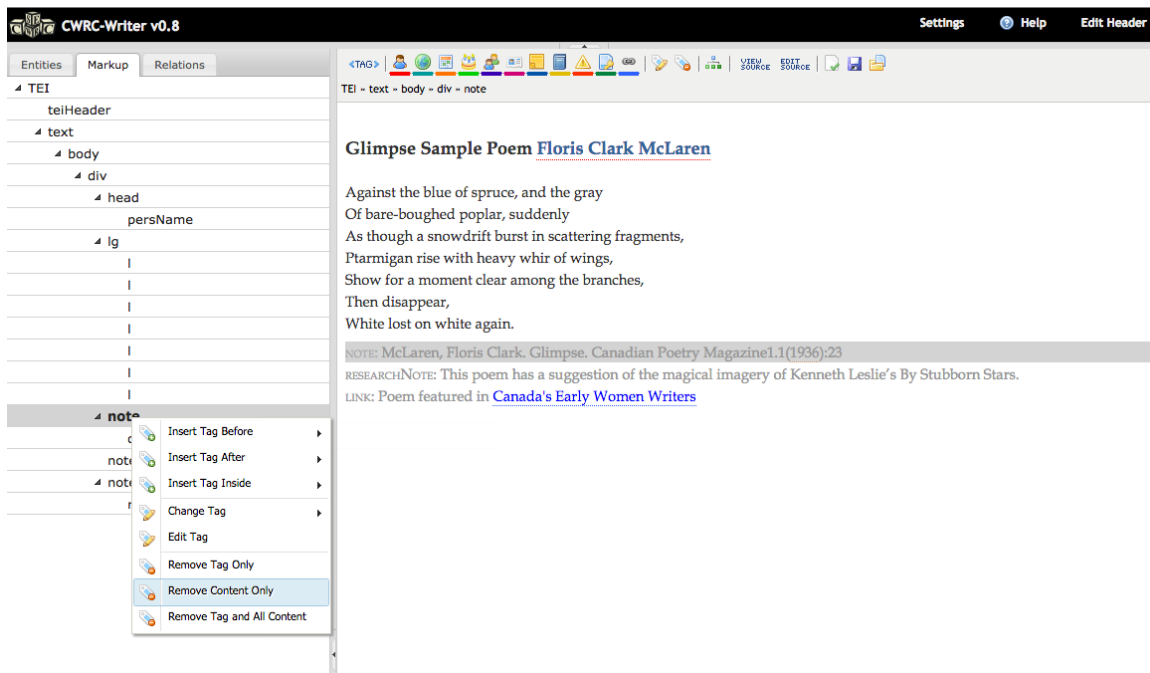 CWRC-Writer v0.8
Settings
Help
Edit Header
Entities
Markup
Relations
<TAG>
VIEW SOURCE
EDIT SOURCE
TEI
TEI » text » body » div » note
teiHeader
text
body
div
head
persName
lg
l
l
l
l
l
l
l
note
note
note
Insert Tag Before
Insert Tag After
Insert Tag Inside
Change Tag
Edit Tag
Remove Tag Only
Remove Content Only
Remove Tag and All Content
Glimpse Sample Poem Floris Clark McLaren
Against the blue of spruce, and the gray
Of bare-boughed poplar, suddenly
As though a snowdrift burst in scattering fragments,
Ptarmigan rise with heavy whir of wings,
Show for a moment clear among the branches,
Then disappear,
White lost on white again.
NOTE: McLaren, Floris Clark. Glimpse. Canadian Poetry Magazine1.1(1936):23
RESEARCHNOTE: This poem has a suggestion of the magical imagery of Kenneth Leslie's By Stubborn Stars.
LINK: Poem featured in Canada's Early Women Writers